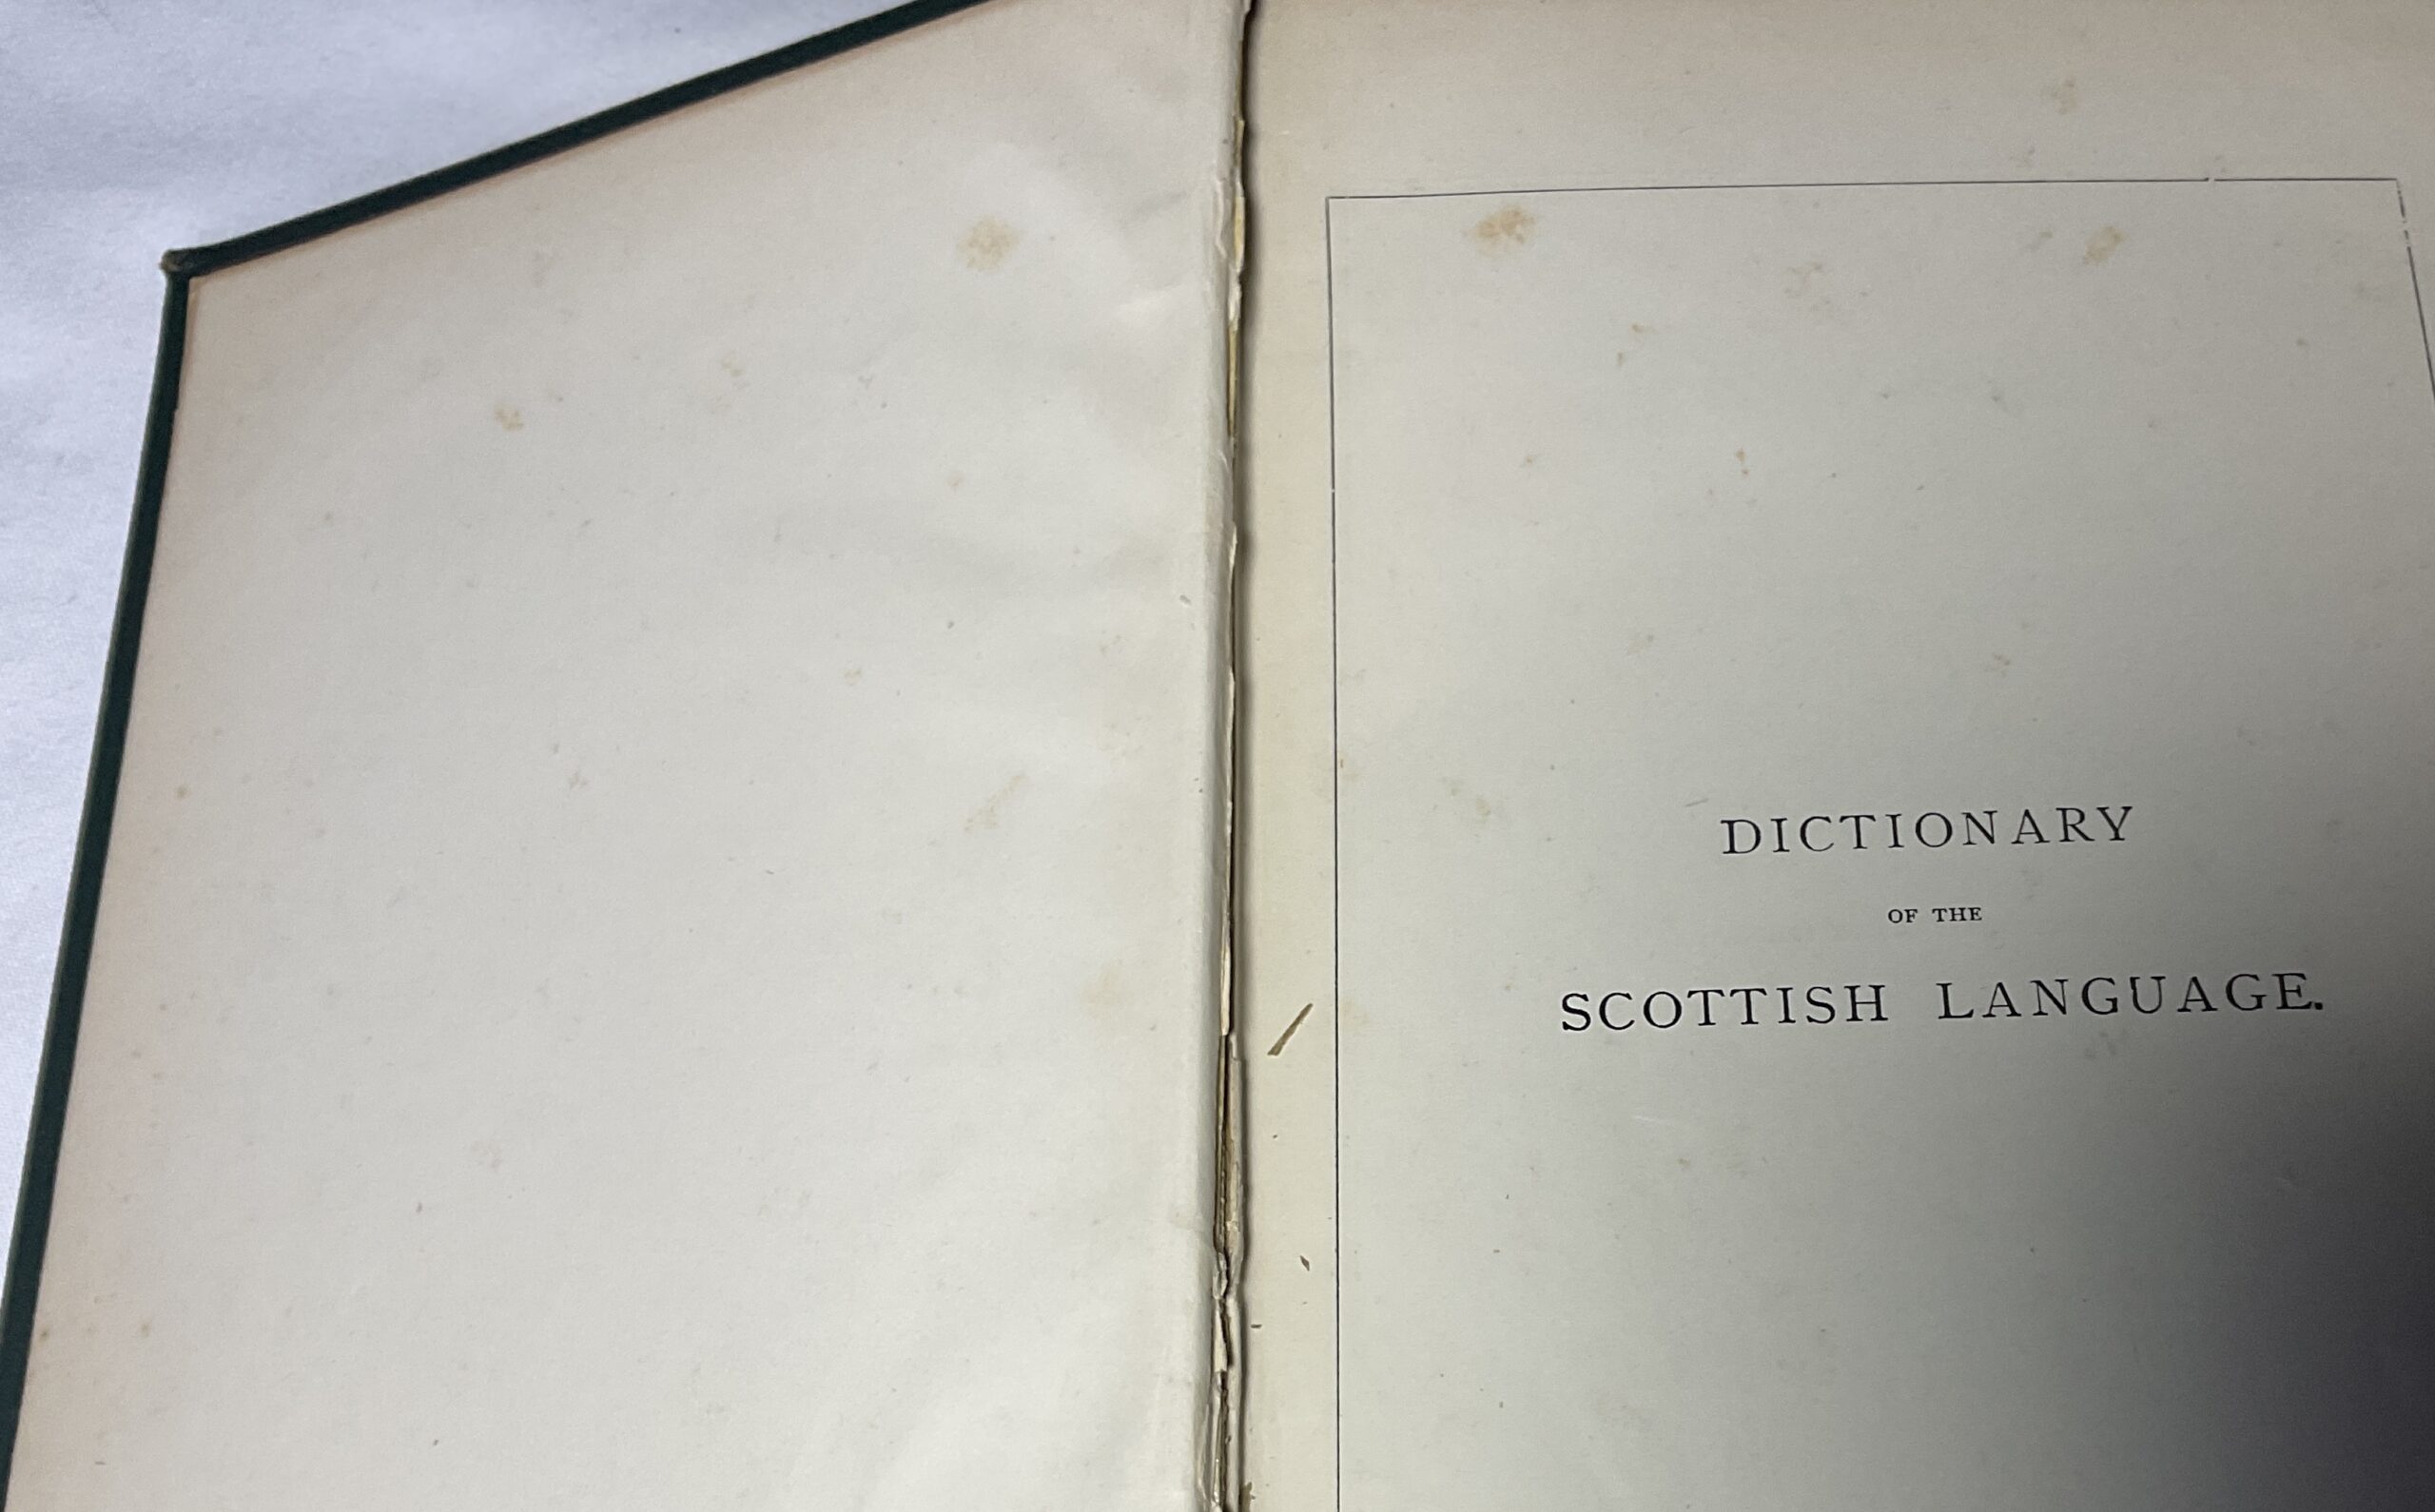 DICTIONARY
OF THE
SCOTTISH LANGUAGE.